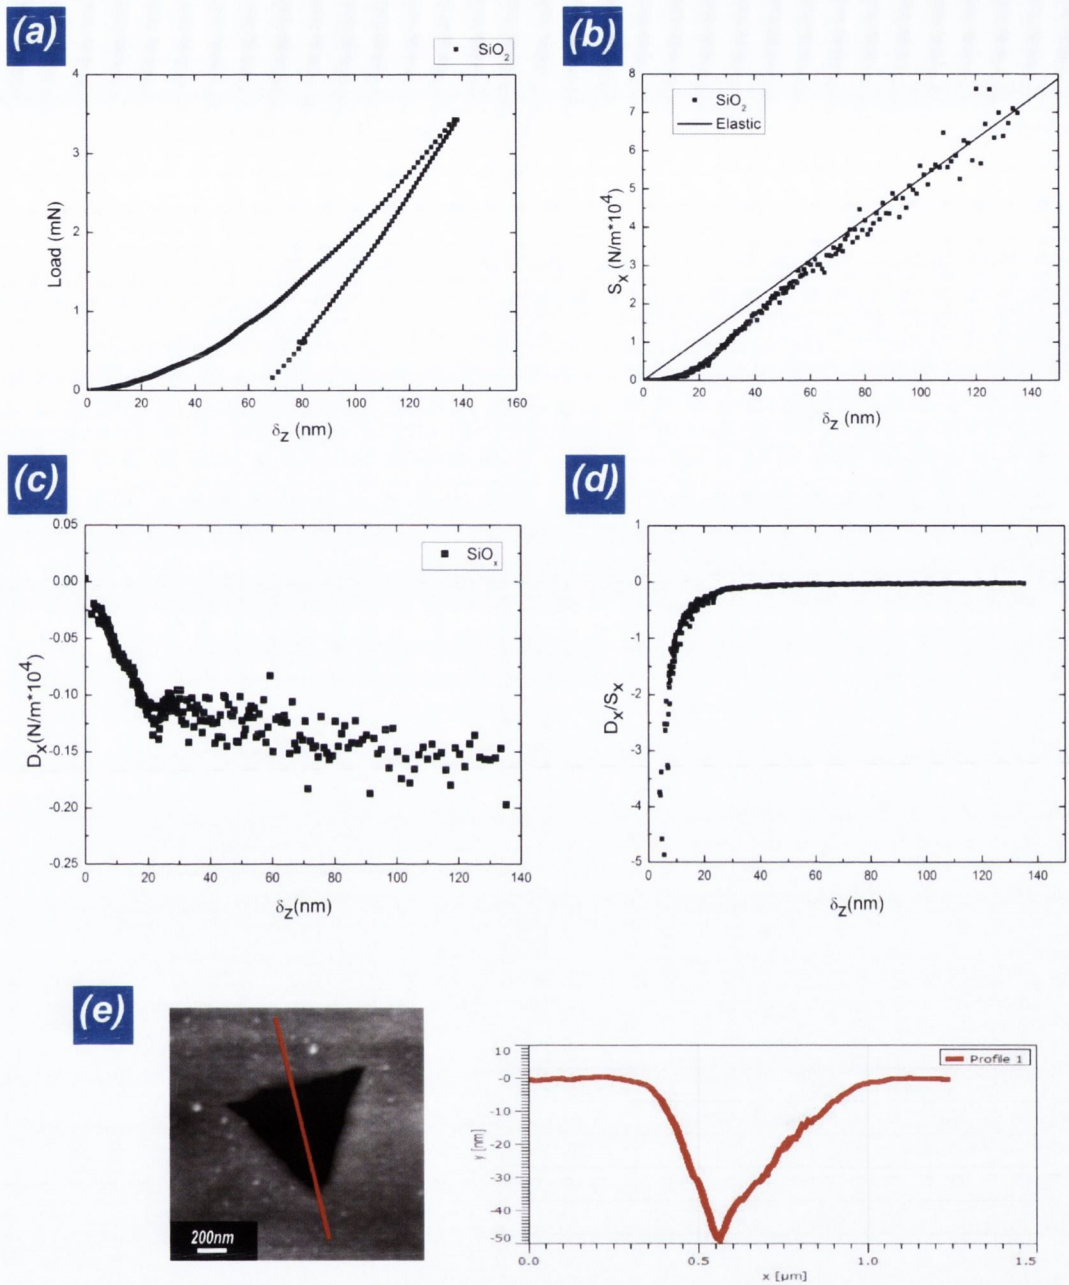 (a)
SiO2
4
3
2
1
0
Load (mN)
0 20 40 60 80 100 120 140 160
δZ (nm)
(b)
SiO2
Elastic
8
7
6
5
4
3
2
1
0
SX (N/m*10^4)
0 20 40 60 80 100 120 140
δZ (nm)
(c)
SiOx
0.05
0.00
-0.05
-0.10
-0.15
-0.20
-0.25
DX(N/m*10^4)
0 20 40 60 80 100 120 140
δZ(nm)
(d)
1
0
-1
-2
-3
-4
-5
DX/SX
0 20 40 60 80 100 120 140
δZ(nm)
(e)
200nm
Profile 1
10
-0
-10
-20
-30
-40
-50
y [nm]
0.0 0.5 1.0 1.5
x [µm]